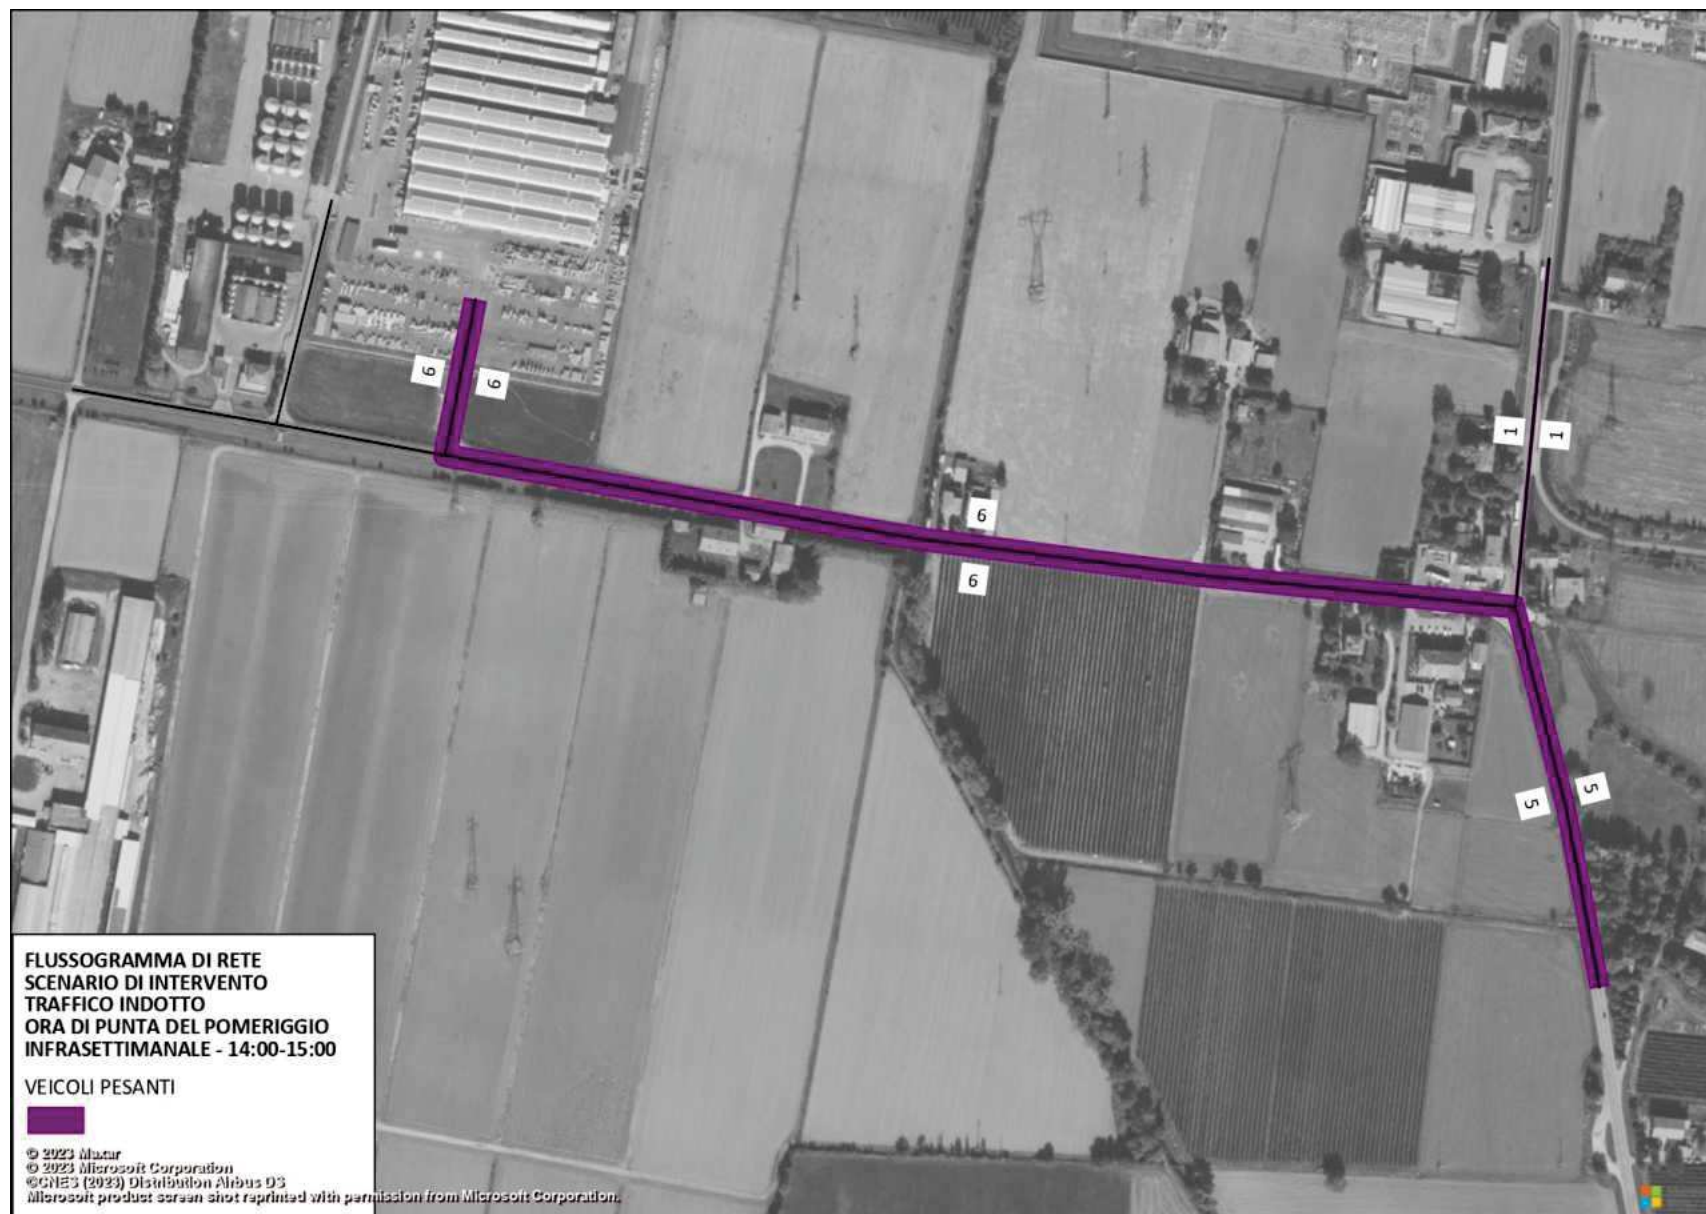 6
6
6
6
1
1
5
5
FLUSSOGRAMMA DI RETE
SCENARIO DI INTERVENTO
TRAFFICO INDOTTO
ORA DI PUNTA DEL POMERIGGIO
INFRASETTIMANALE - 14:00-15:00
VEICOLI PESANTI
© 2023 Maxar
© 2023 Microsoft Corporation
©CNES (2023) Distribution Airbus DS
Microsoft product screen shot reprinted with permission from Microsoft Corporation.